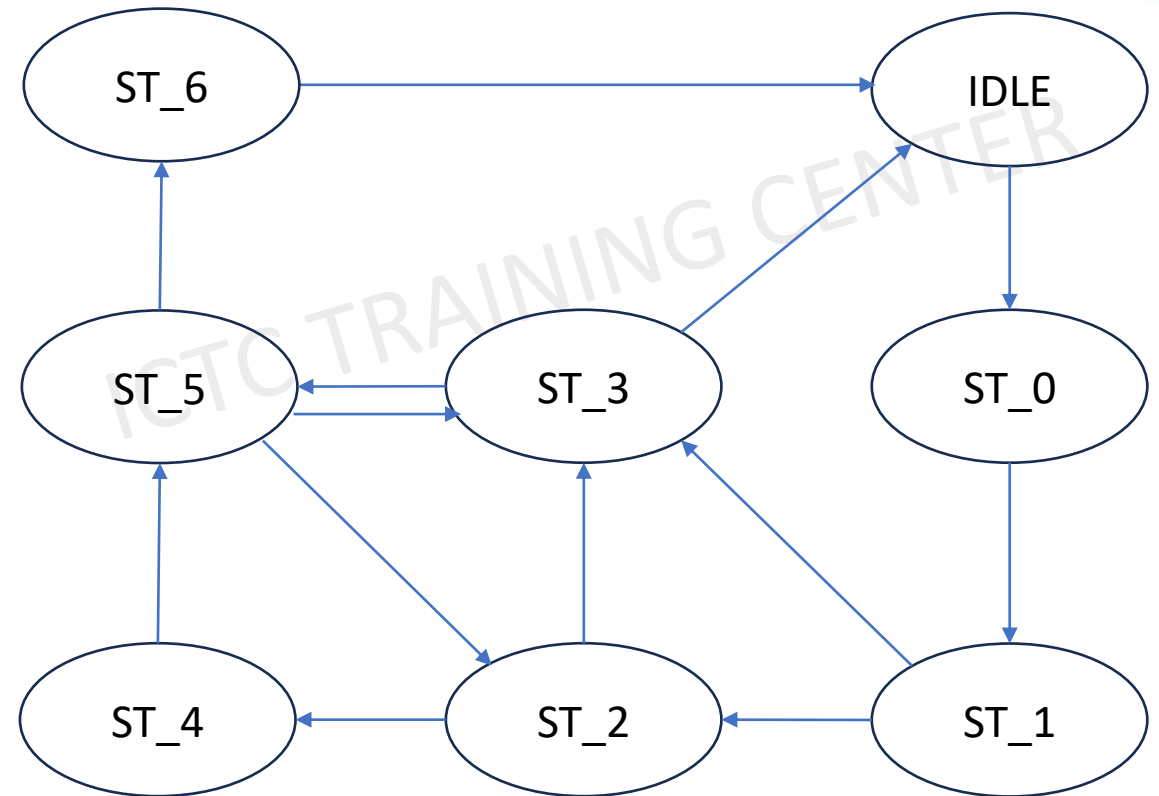 ST_6
IDLE
ICTC TRAINING CENTER
ST_5
ST_3
ST_0
ST_4
ST_2
ST_1